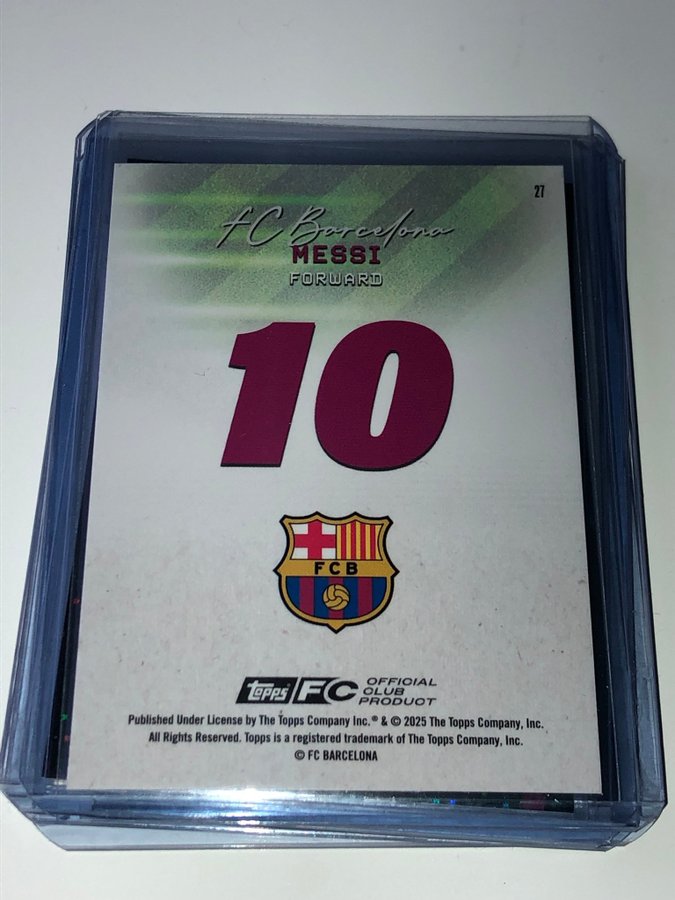 27
FC Barcelona
MESSI
FORWARD
10
FCB
topps FC OFFICIAL
CLUB
PRODUCT
Published Under License by The Topps Company Inc.® & © 2025 The Topps Company, Inc.
All Rights Reserved. Topps is a registered trademark of The Topps Company, Inc.
© FC BARCELONA